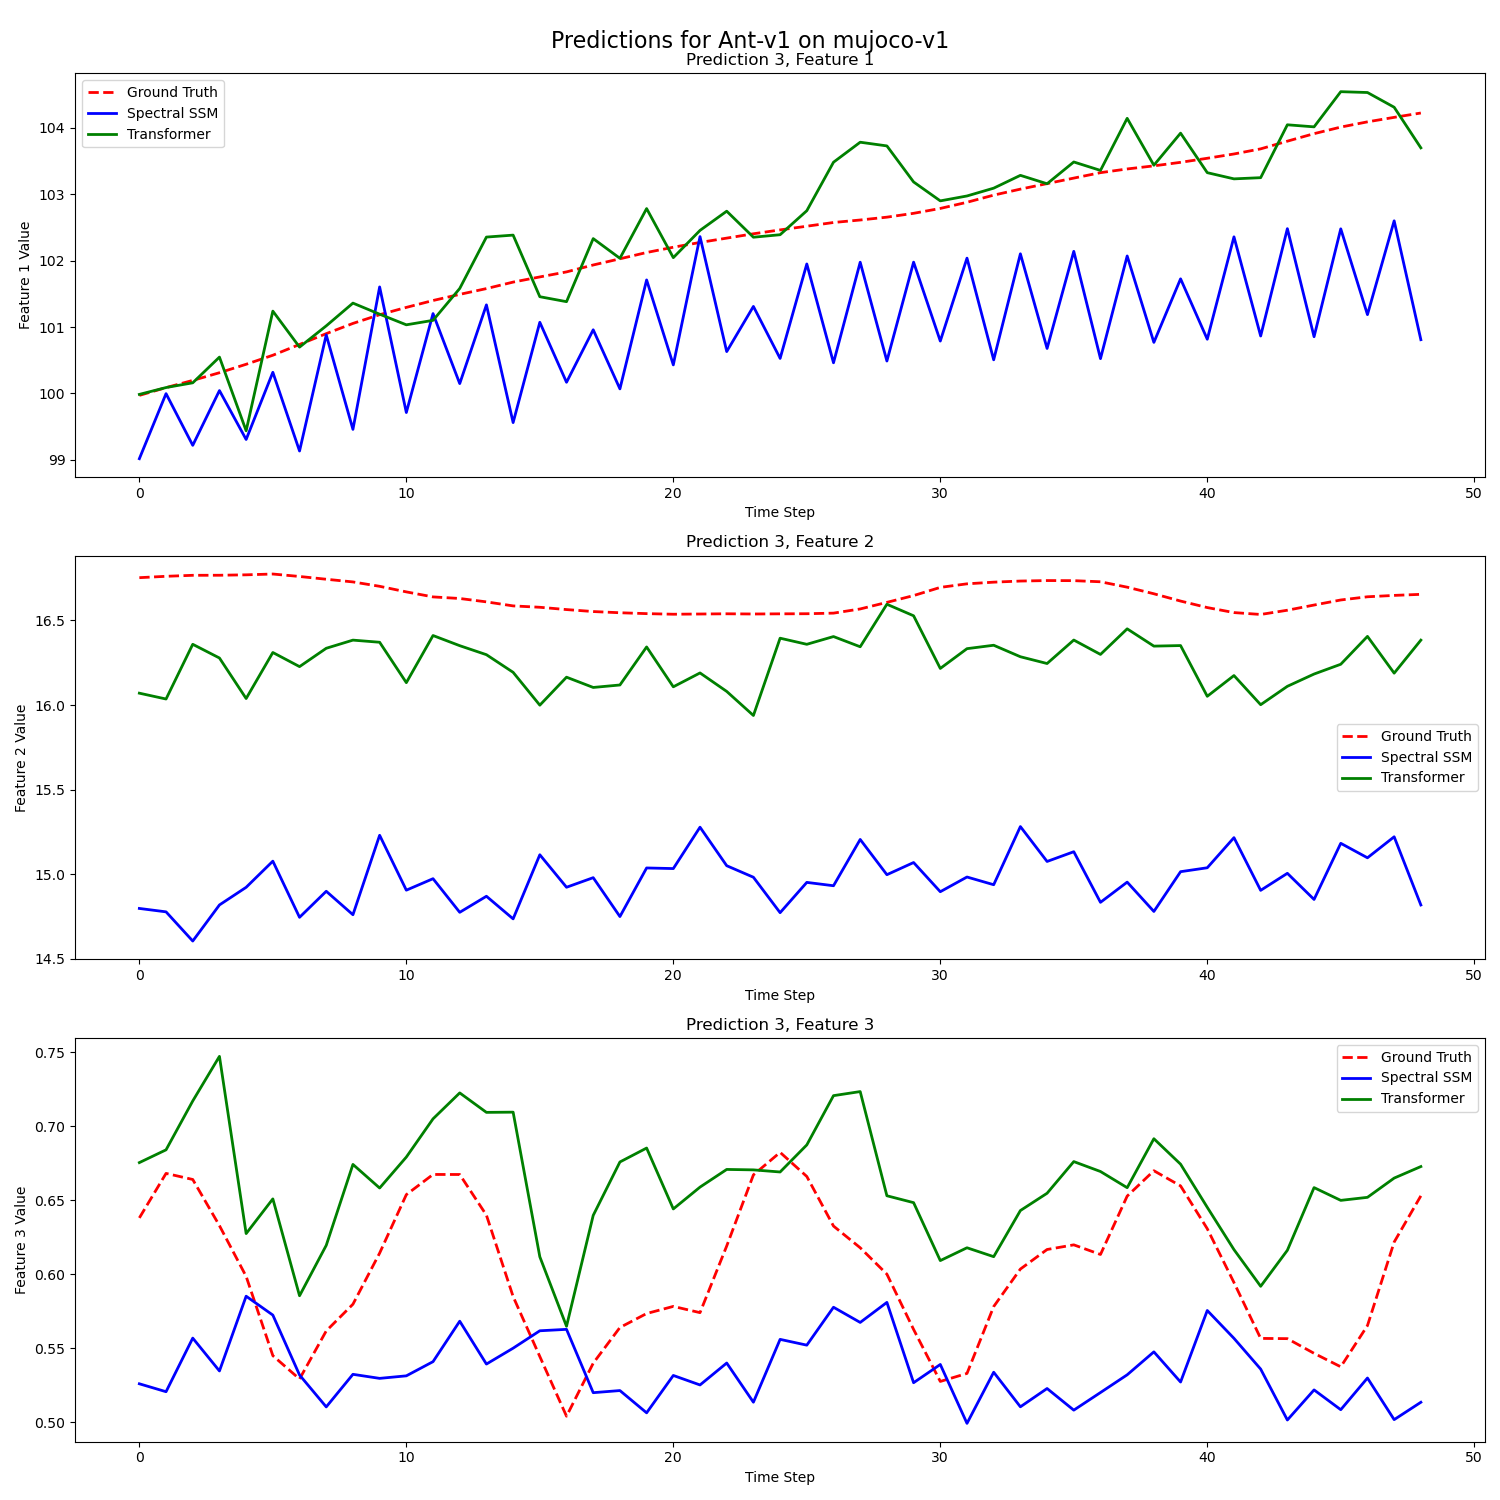 Predictions for Ant-v1 on mujoco-v1
Prediction 3, Feature 1
Ground Truth
Spectral SSM
Transformer
104
103
102
101
100
99
Feature 1 Value
0 10 20 30 40 50
Time Step
Prediction 3, Feature 2
16.5
16.0
15.5
15.0
14.5
Feature 2 Value
Ground Truth
Spectral SSM
Transformer
0 10 20 30 40 50
Time Step
Prediction 3, Feature 3
0.75
0.70
0.65
0.60
0.55
0.50
Feature 3 Value
Ground Truth
Spectral SSM
Transformer
0 10 20 30 40 50
Time Step